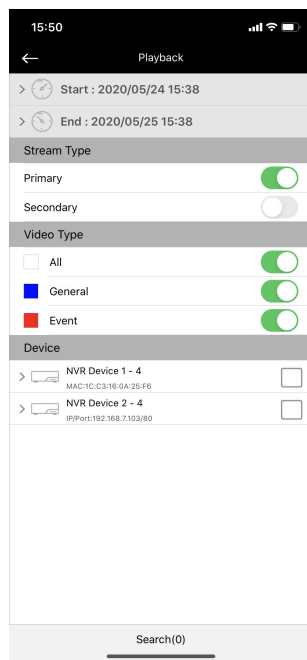 15:50
Playback
Start : 2020/05/24 15:38
End : 2020/05/25 15:38
Stream Type
Primary
Secondary
Video Type
All
General
Event
Device
NVR Device 1 - 4
MAC:1C:C3:16:0A:25:F6
NVR Device 2 - 4
IP/Port:192.168.7.103/80
Search(0)